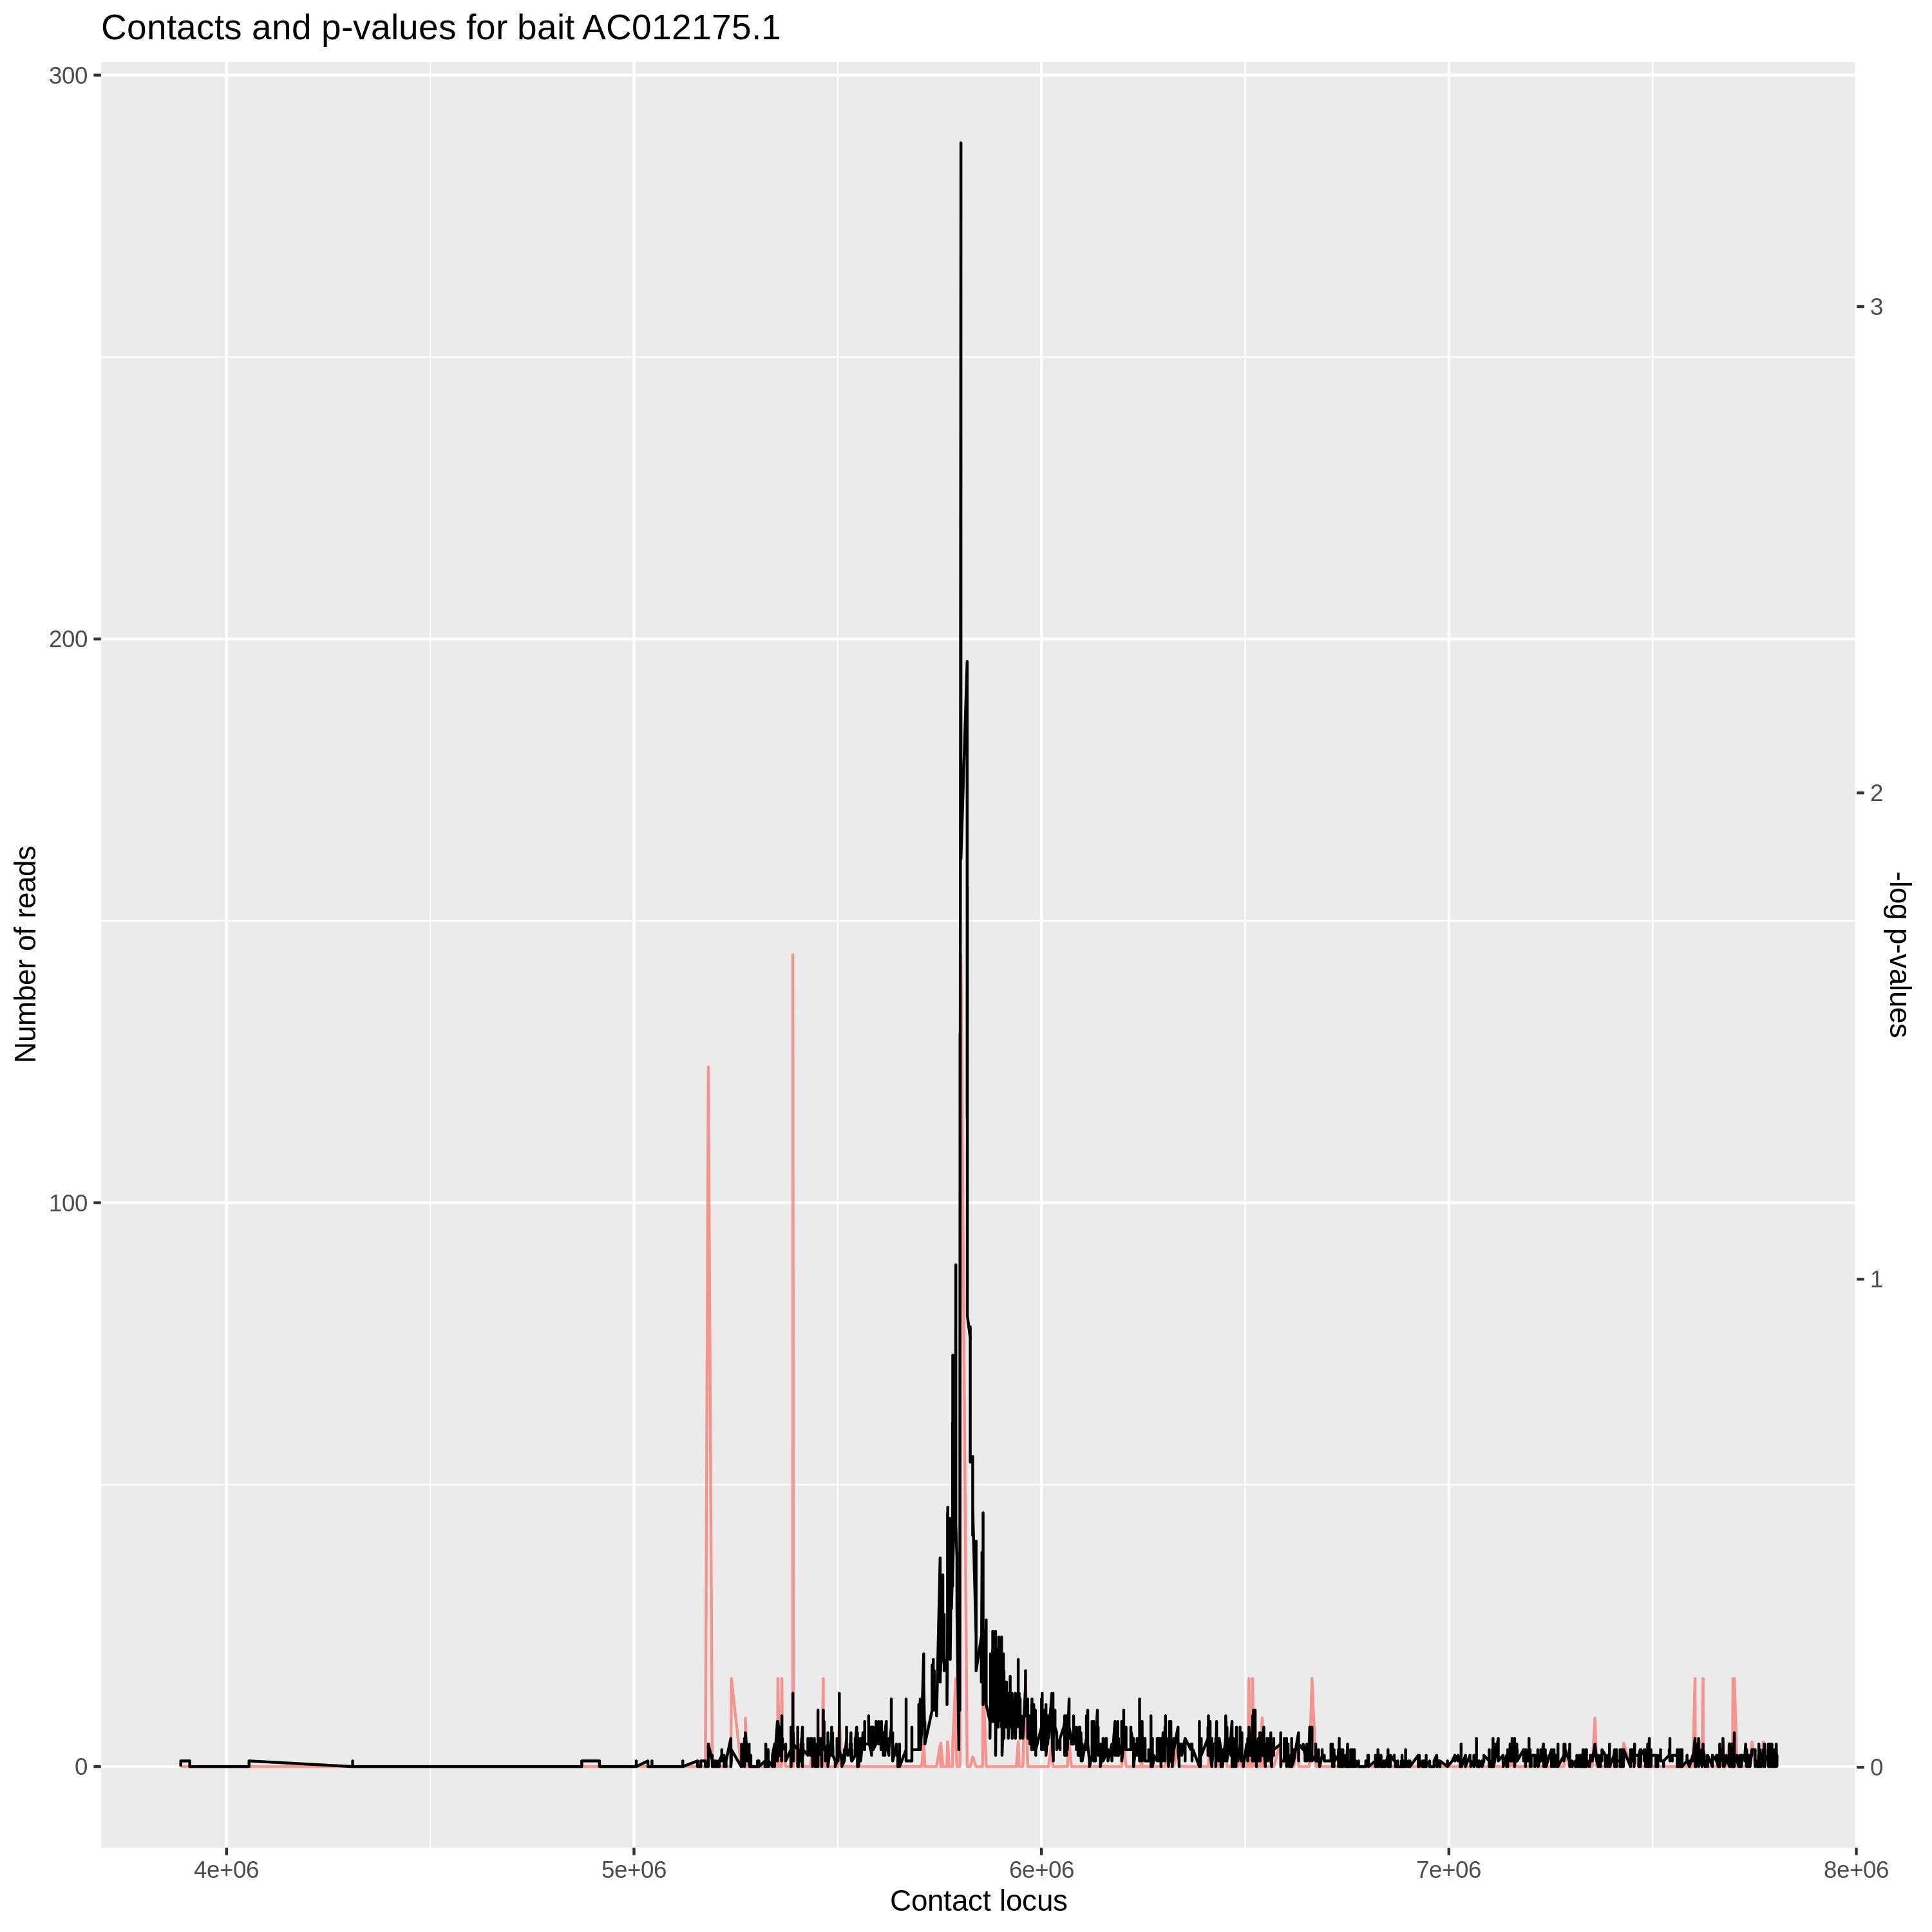 Contacts and p-values for bait AC012175.1
300
200
100
0
Number of reads
3
2
1
0
-log p-values
4e+06
5e+06
6e+06
7e+06
8e+06
Contact locus